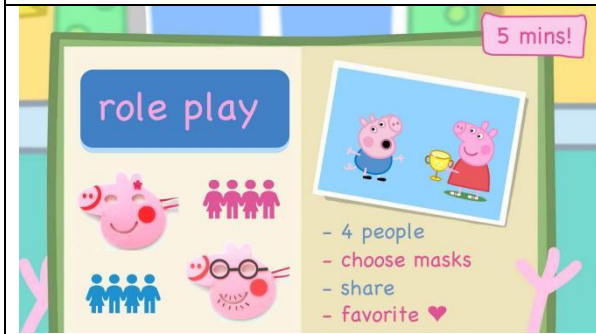 5 mins!
role play
- 4 people
- choose masks
- share
- favorite ♥